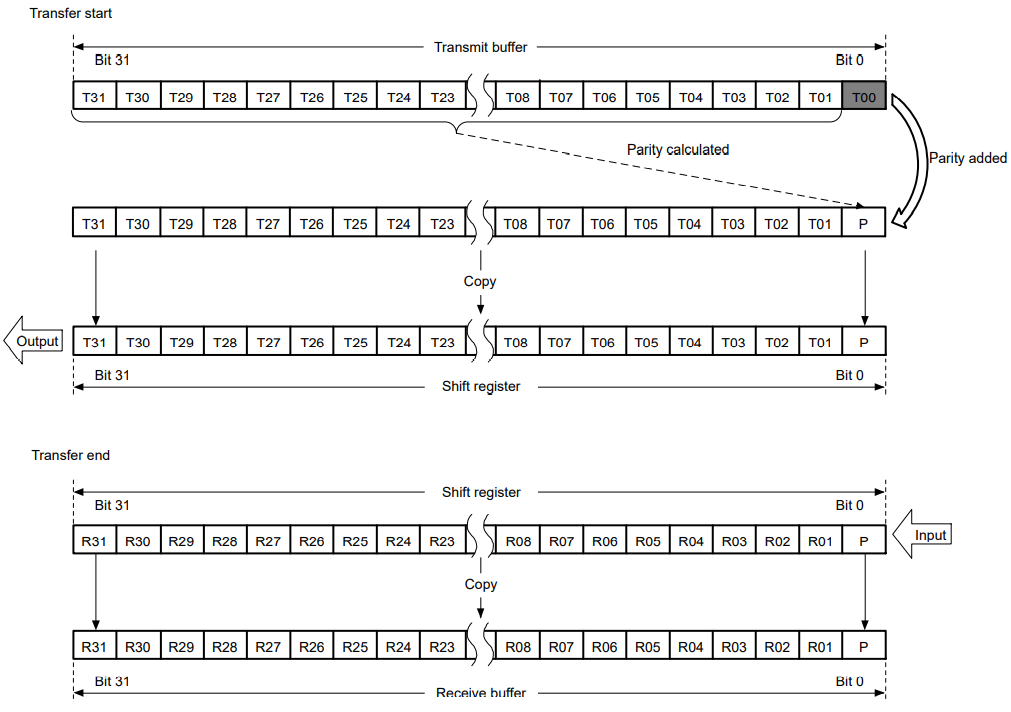 Transfer start
Transmit buffer
Bit 31 Bit 0
T31 T30 T29 T28 T27 T26 T25 T24 T23 T08 T07 T06 T05 T04 T03 T02 T01 T00
Parity calculated
Parity added
T31 T30 T29 T28 T27 T26 T25 T24 T23 T08 T07 T06 T05 T04 T03 T02 T01 P
Copy
Output T31 T30 T29 T28 T27 T26 T25 T24 T23 T08 T07 T06 T05 T04 T03 T02 T01 P
Bit 31 Bit 0
Shift register
Transfer end
Shift register
Bit 31 Bit 0
R31 R30 R29 R28 R27 R26 R25 R24 R23 R08 R07 R06 R05 R04 R03 R02 R01 P Input
Copy
R31 R30 R29 R28 R27 R26 R25 R24 R23 R08 R07 R06 R05 R04 R03 R02 R01 P
Bit 31 Bit 0
Receive buffer